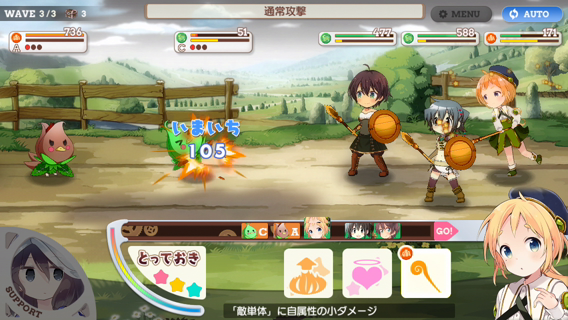 WAVE 3/3 3
通常攻撃
MENU
AUTO
736
A
51
C
477
588
171
いまいち
105
C A GO!
とっておき
SUPPORT
「敵単体」に自属性の小ダメージ